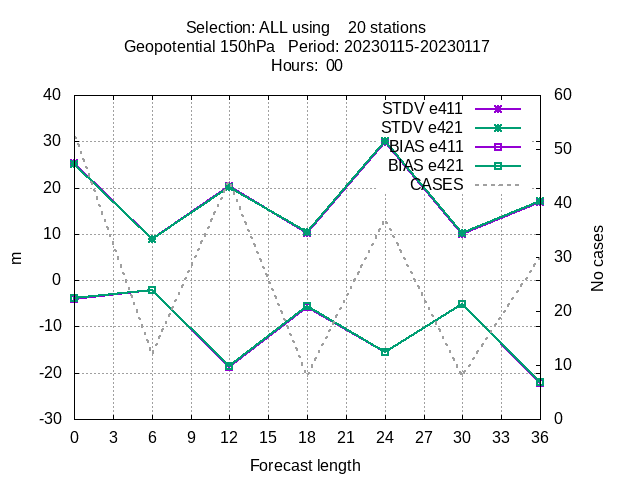 Selection: ALL using 20 stations
Geopotential 150hPa Period: 20230115-20230117
Hours: 00
STDV e411
STDV e421
BIAS e411
BIAS e421
CASES
40
30
20
10
0
-10
-20
-30
m
60
50
40
30
20
10
0
No cases
0 3 6 9 12 15 18 21 24 27 30 33 36
Forecast length